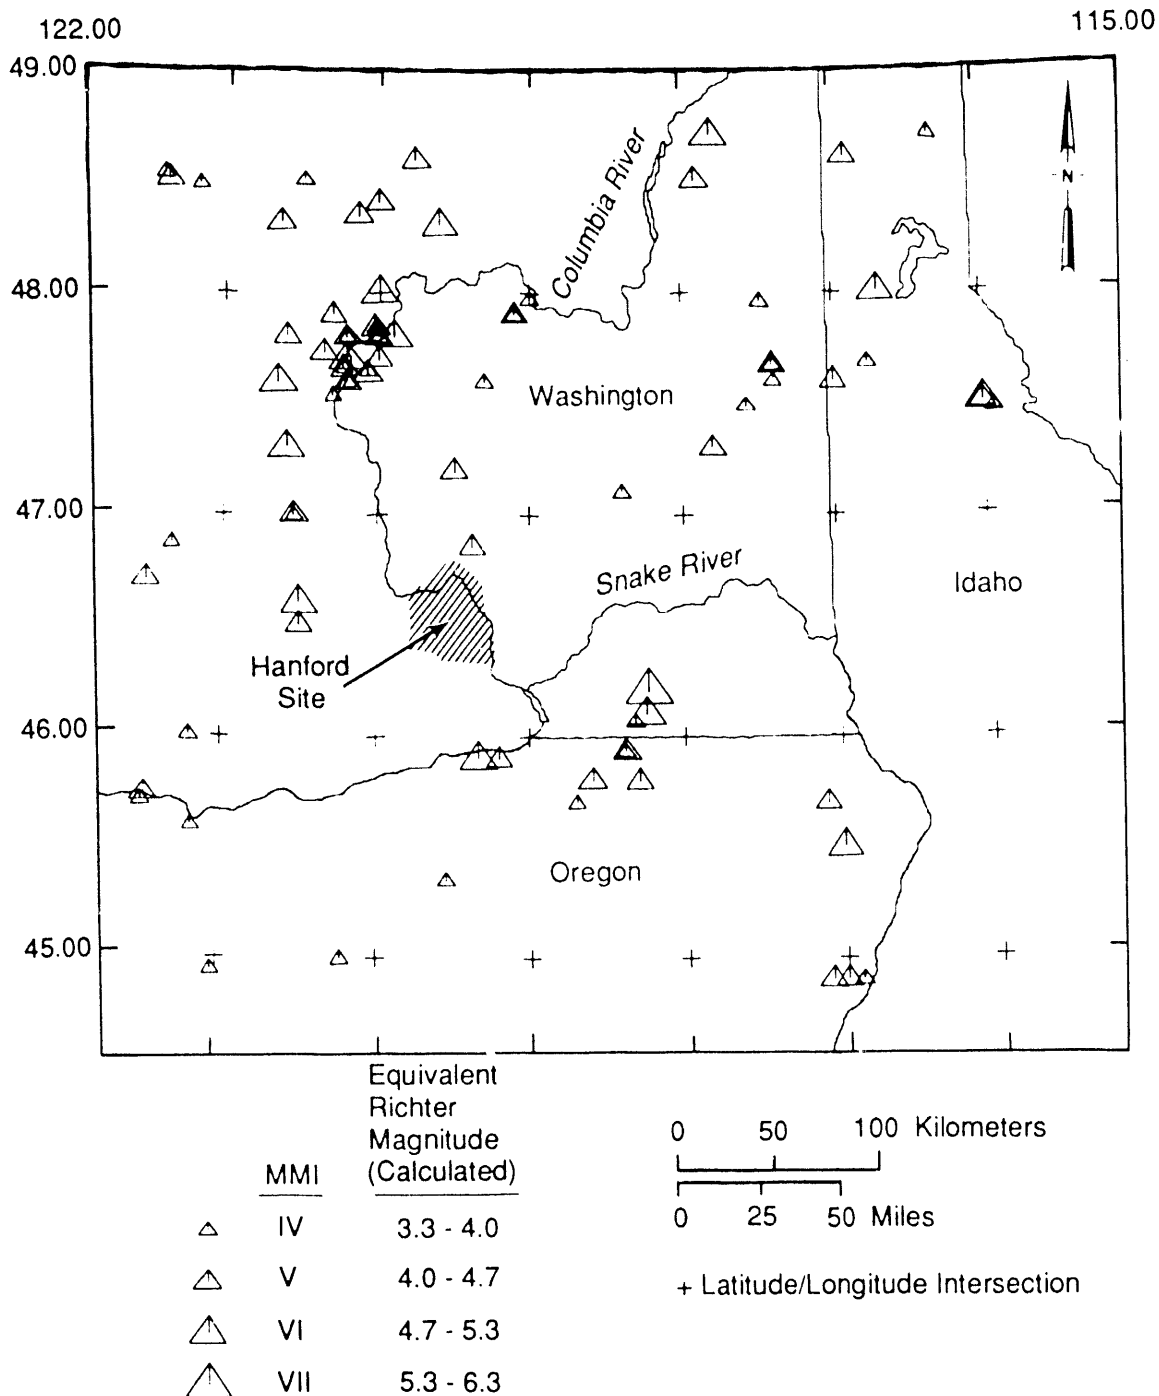 122.00
115.00
49.00
N
Columbia River
48.00
Washington
47.00
Snake River
Idaho
Hanford
Site
46.00
Oregon
45.00
Equivalent
Richter
Magnitude
MMI (Calculated)
IV 3.3 - 4.0
V 4.0 - 4.7
VI 4.7 - 5.3
VII 5.3 - 6.3
0 50 100 Kilometers
0 25 50 Miles
+ Latitude/Longitude Intersection